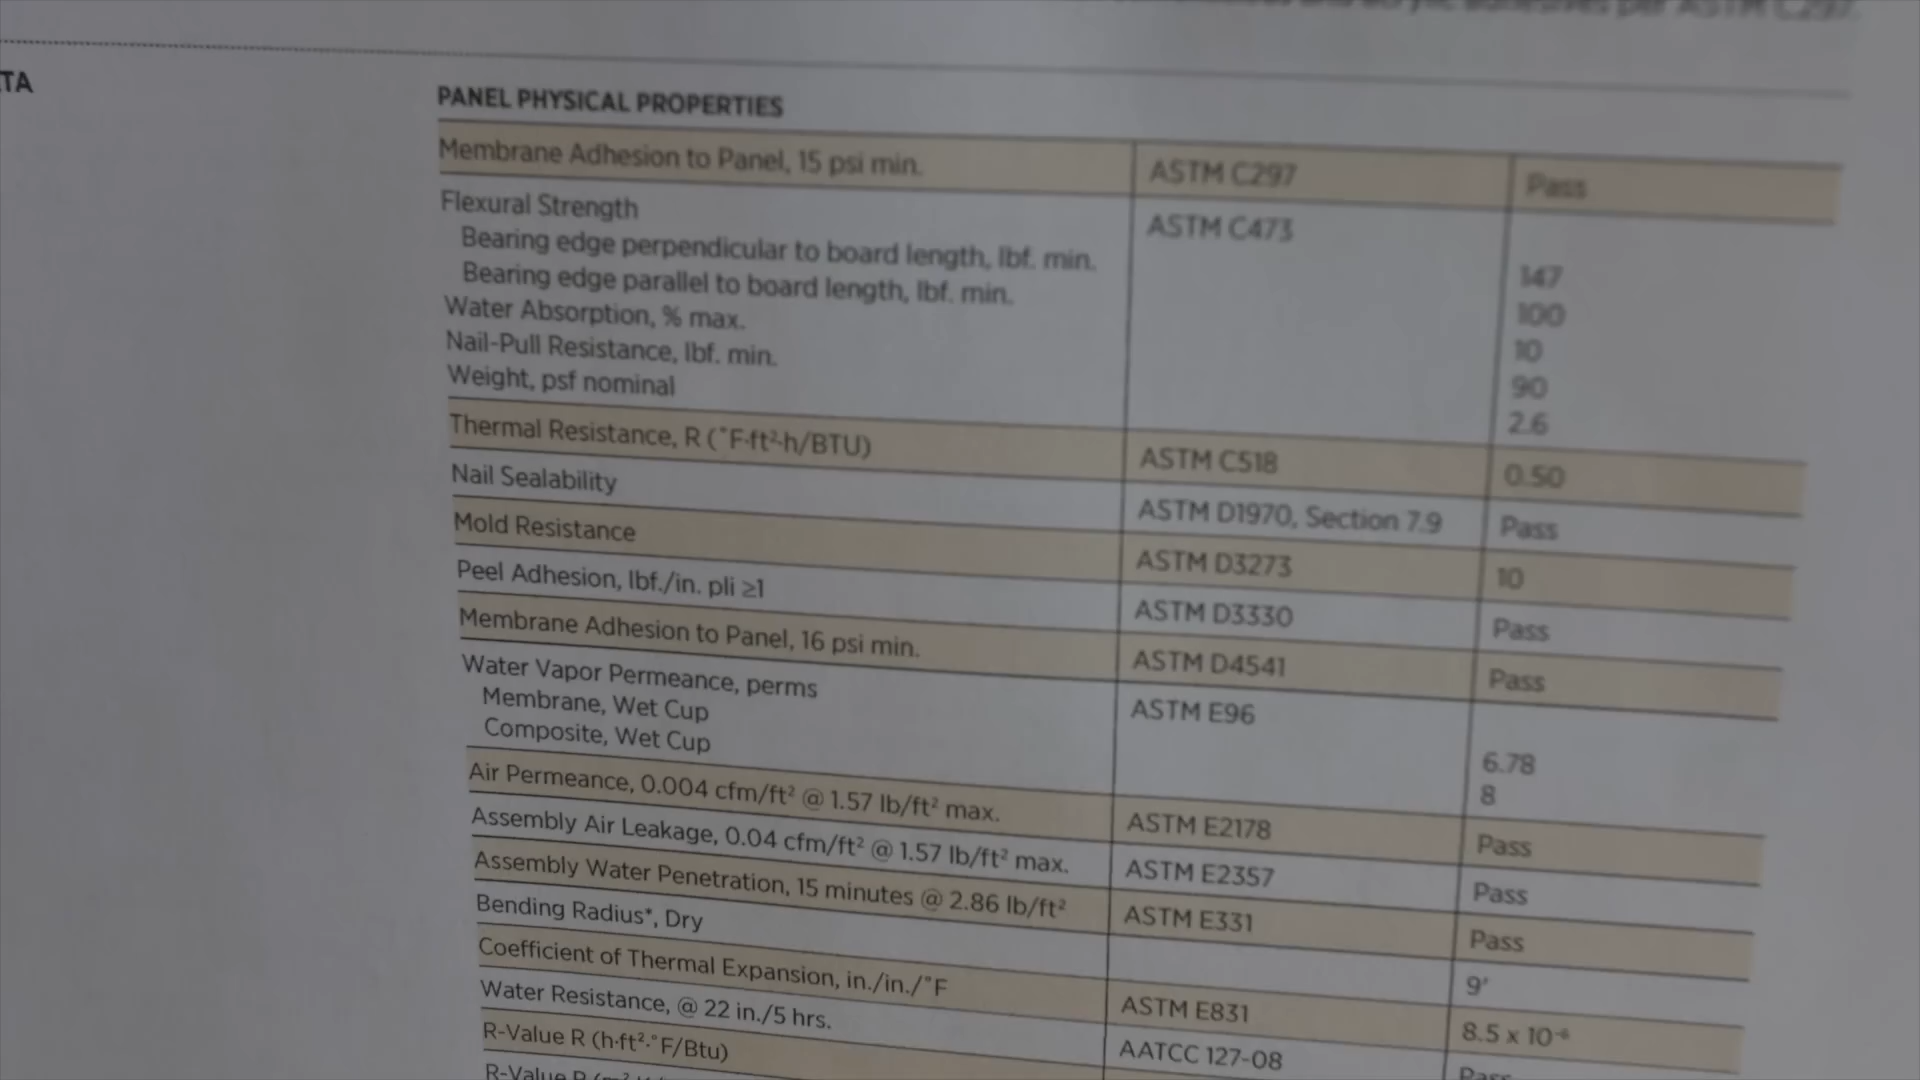 adhesives per ASTM C297.
TA
PANEL PHYSICAL PROPERTIES
Membrane Adhesion to Panel, 15 psi min. ASTM C297 Pass
Flexural Strength ASTM C473
Bearing edge perpendicular to board length, lbf. min. 147
Bearing edge parallel to board length, lbf. min. 100
Water Absorption, % max. 10
Nail-Pull Resistance, lbf. min. 90
Weight, psf nominal 2.6
Thermal Resistance, R (˚F·ft²·h/BTU) ASTM C518 0.50
Nail Sealability ASTM D1970, Section 7.9 Pass
Mold Resistance ASTM D3273 10
Peel Adhesion, lbf./in. pli ≥1 ASTM D3330 Pass
Membrane Adhesion to Panel, 16 psi min. ASTM D4541 Pass
Water Vapor Permeance, perms ASTM E96
Membrane, Wet Cup 6.78
Composite, Wet Cup 8
Air Permeance, 0.004 cfm/ft² @ 1.57 lb/ft² max. ASTM E2178 Pass
Assembly Air Leakage, 0.04 cfm/ft² @ 1.57 lb/ft² max. ASTM E2357 Pass
Assembly Water Penetration, 15 minutes @ 2.86 lb/ft² ASTM E331 Pass
Bending Radius*, Dry 9'
Coefficient of Thermal Expansion, in./in./˚F ASTM E831 8.5 x 10⁻⁶
Water Resistance, @ 22 in./5 hrs. AATCC 127-08 Pass
R-Value R (h·ft²·˚F/Btu)
R-Value R